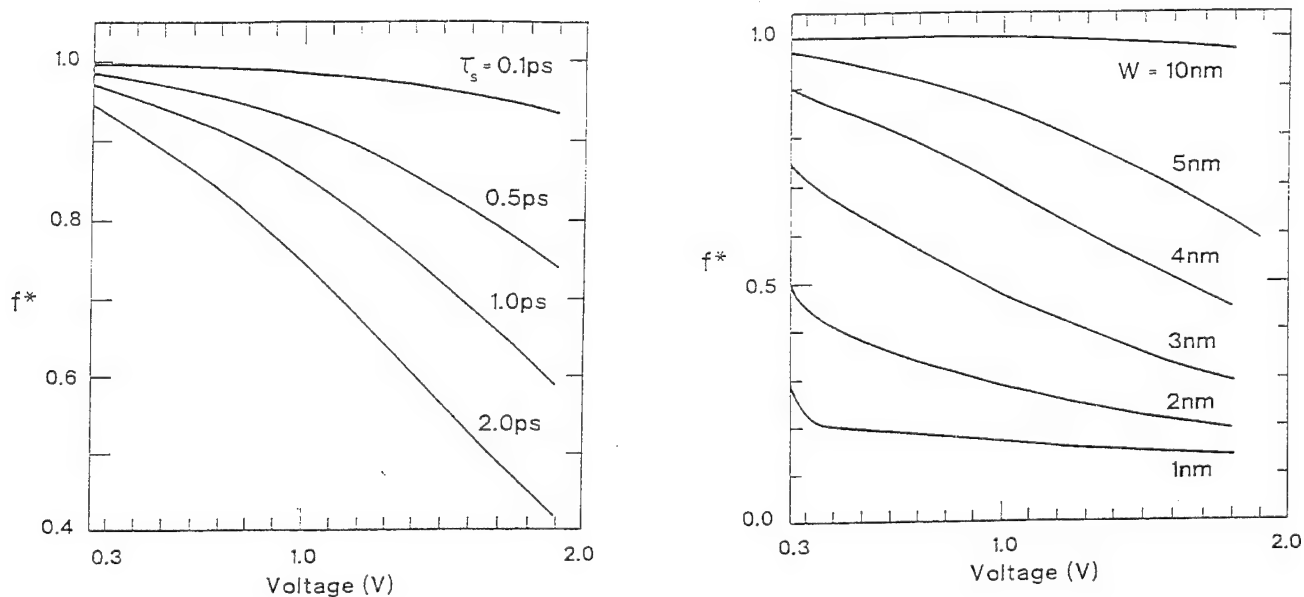 1.0
0.8
0.6
0.4
f*
τs = 0.1ps
0.5ps
1.0ps
2.0ps
0.3 1.0 2.0
Voltage (V)
1.0
0.5
0.0
f*
W = 10nm
5nm
4nm
3nm
2nm
1nm
0.3 1.0 2.0
Voltage (V)